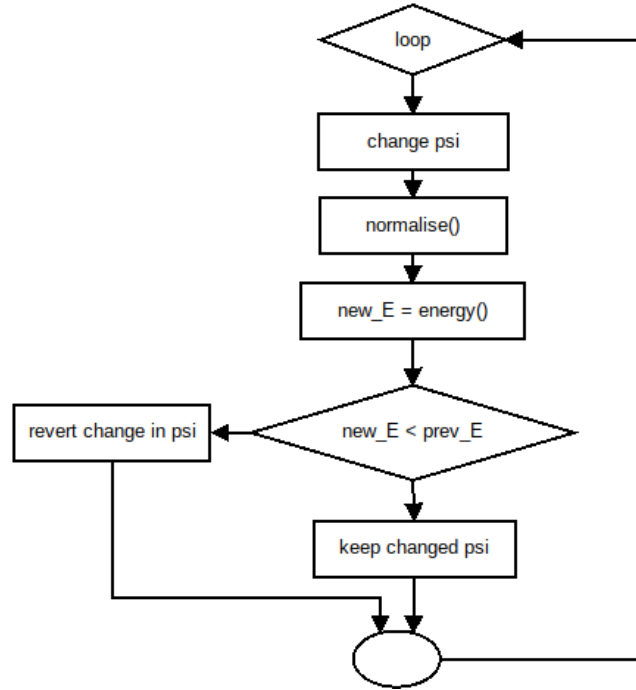 loop
change psi
normalise()
new_E = energy()
revert change in psi
new_E < prev_E
keep changed psi